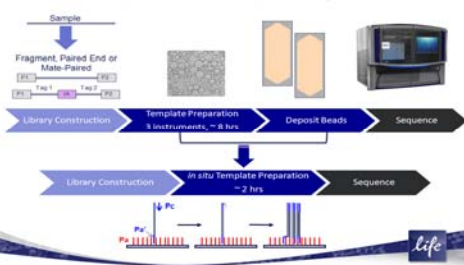 Sample
Fragment, Paired End or
Mate-Paired
P1 P2
Tag 1 Tag 2
P1 IA P2
Library Construction
Template Preparation
3 instruments, ~ 8 hrs
Deposit Beads
Sequence
Library Construction
in situ Template Preparation
~ 2 hrs
Sequence
Pc
Pa'
Pa
life